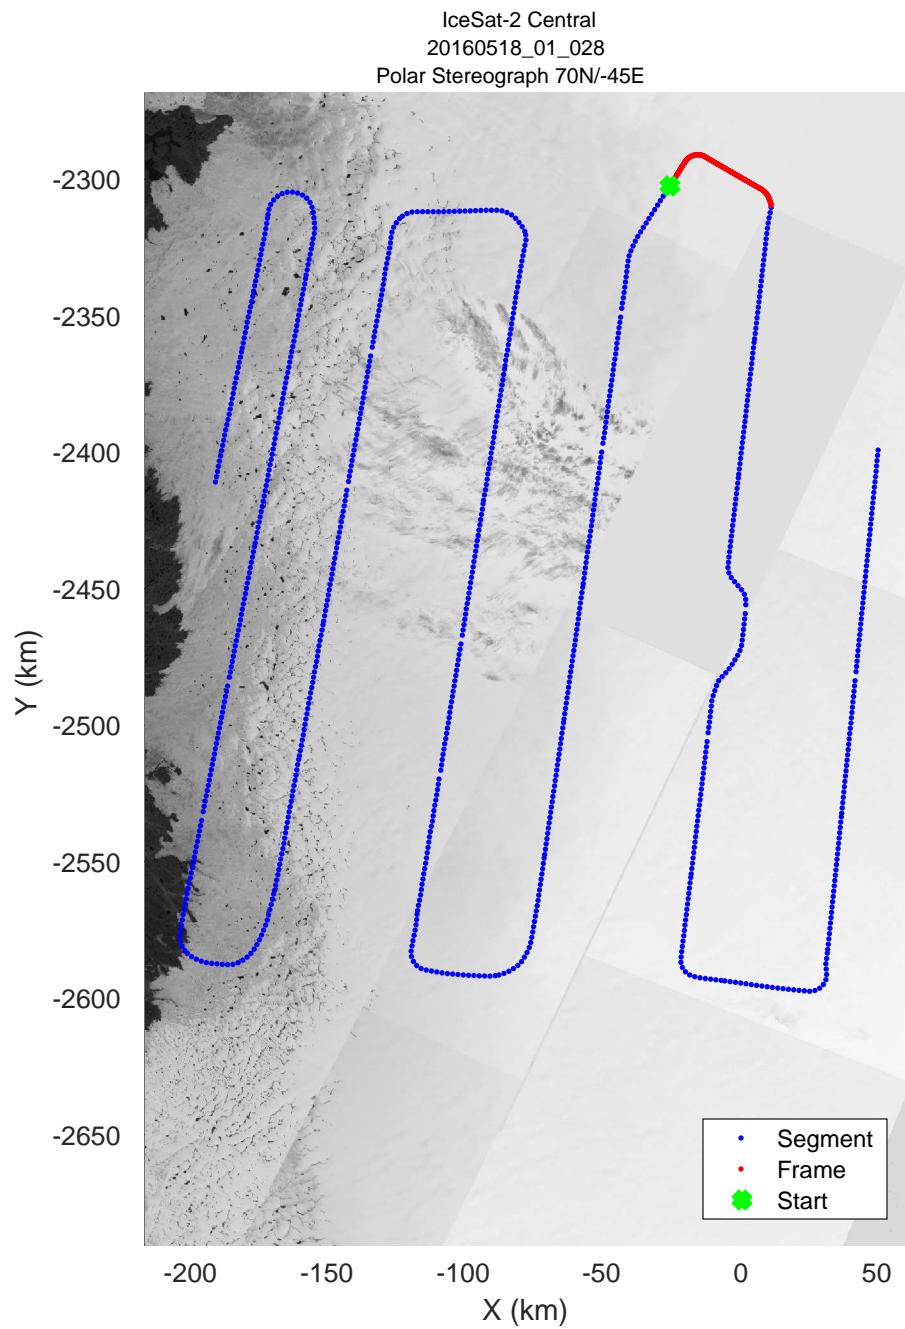 IceSat-2 Central
20160518_01_028
Polar Stereograph 70N/-45E
-2300
-2350
-2400
-2450
-2500
-2550
-2600
-2650
Y (km)
Segment
Frame
Start
-200 -150 -100 -50 0 50
X (km)